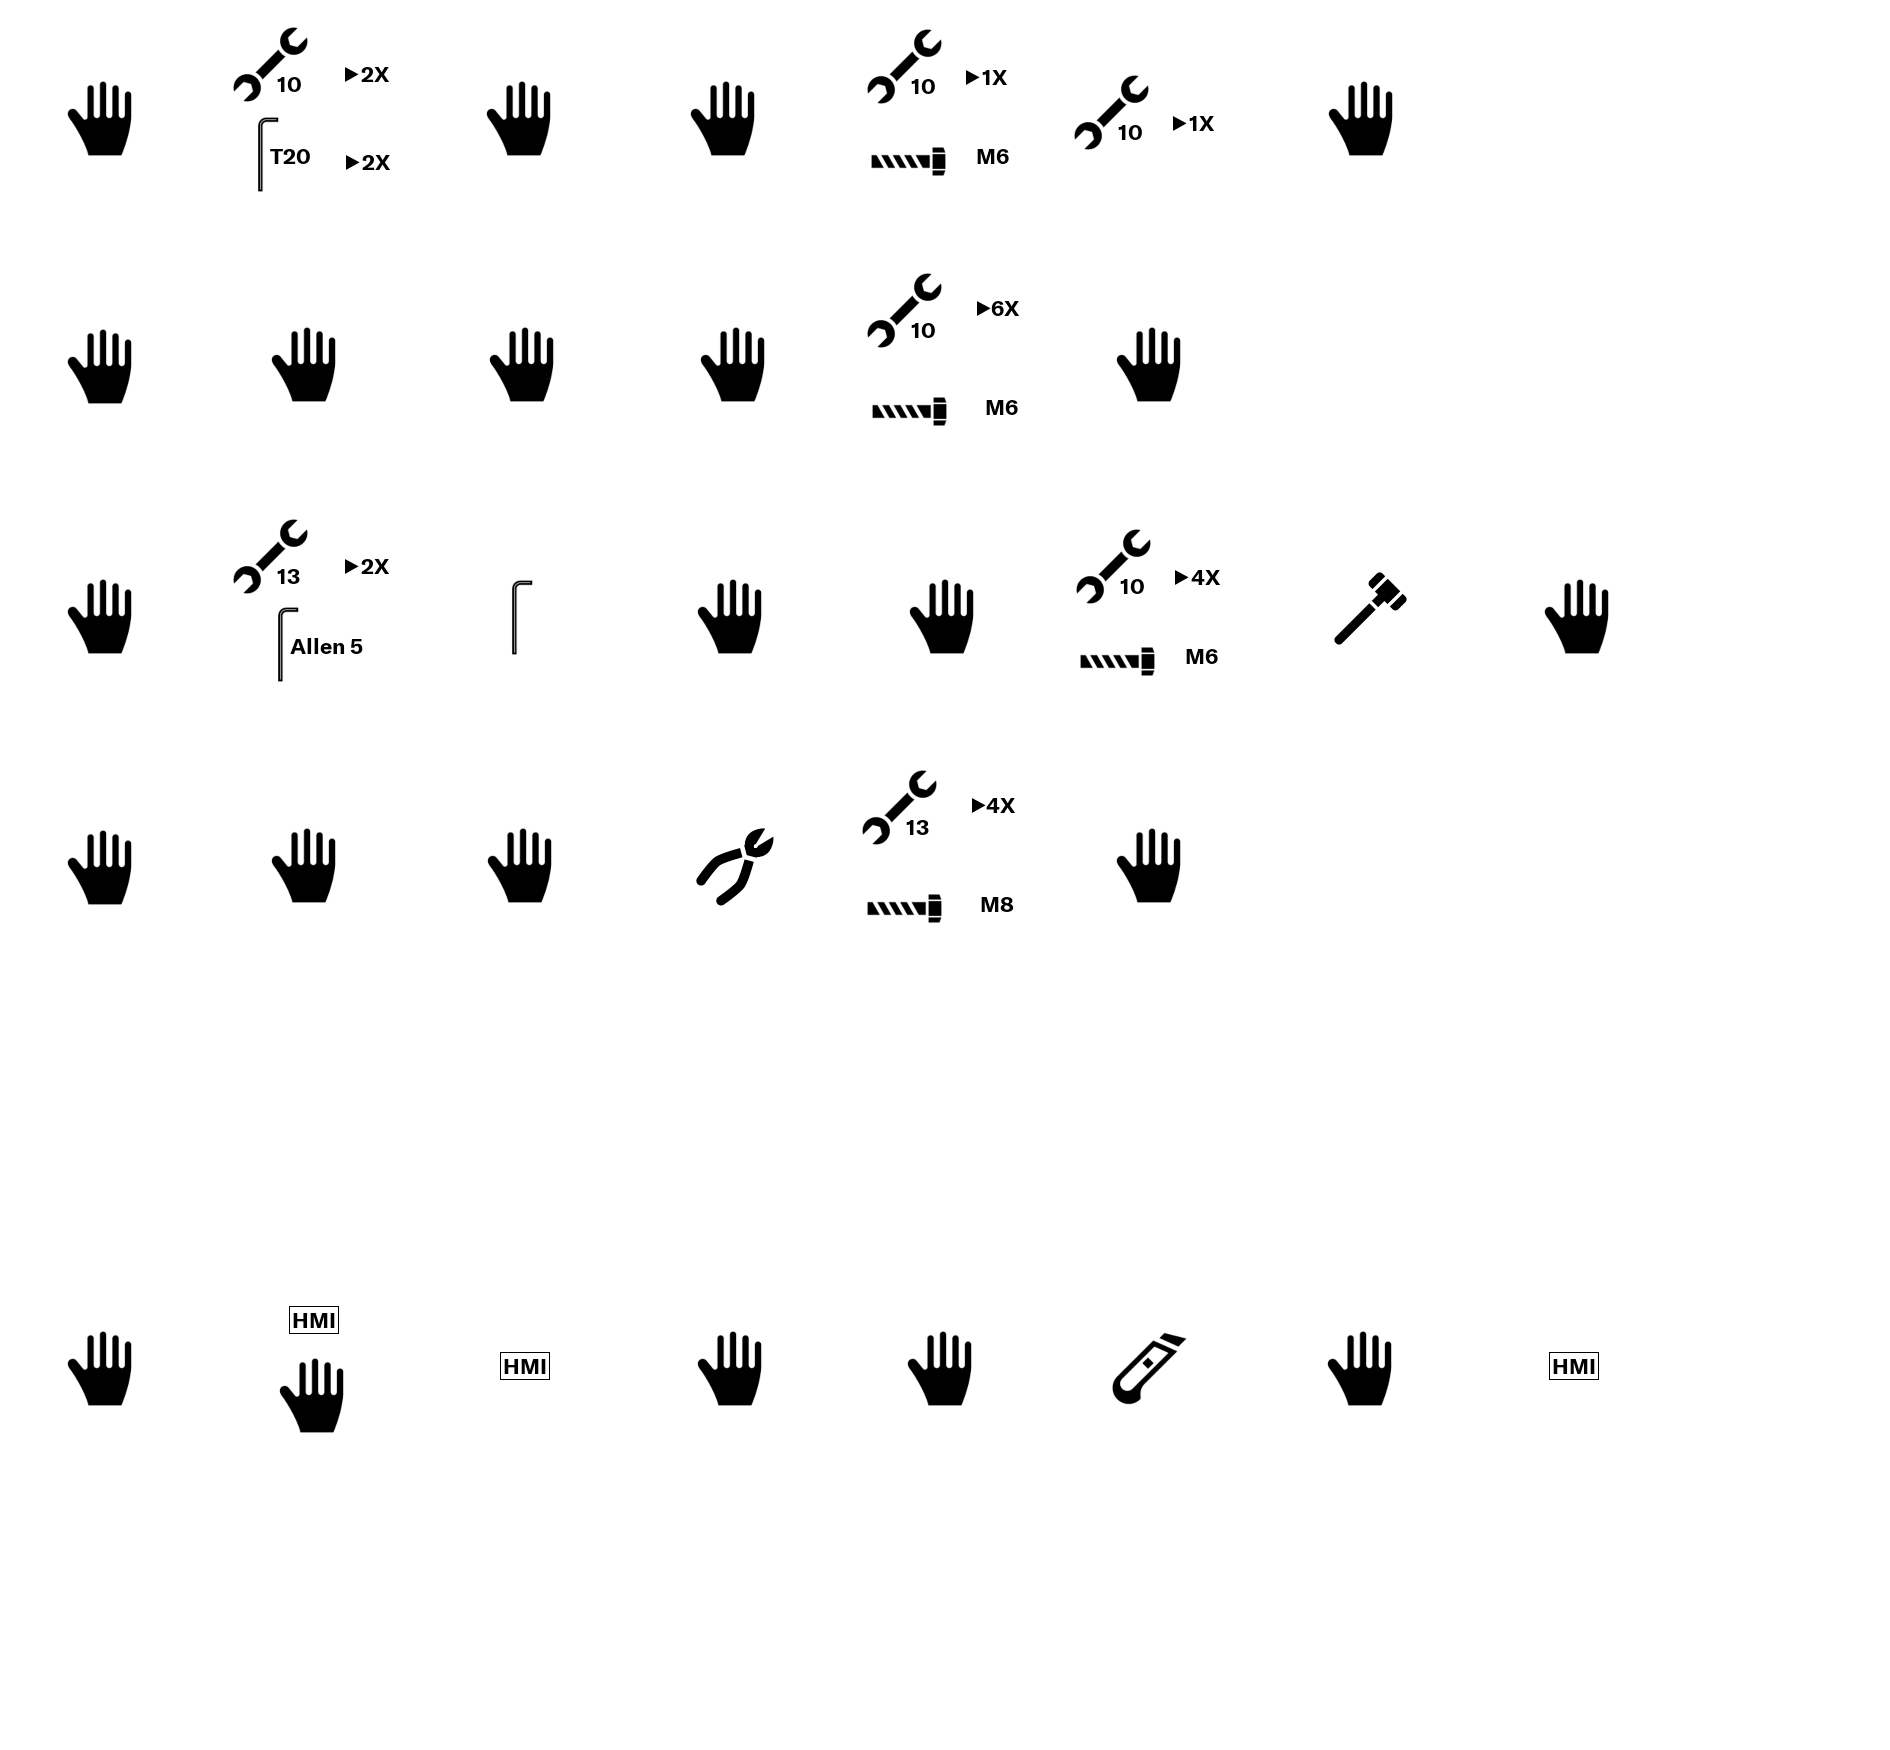 10 ▶2X
T20 ▶2X
10 ▶1X
M6
10 ▶1X
10 ▶6X
M6
13 ▶2X
Allen 5
10 ▶4X
M6
13 ▶4X
M8
HMI
HMI
HMI